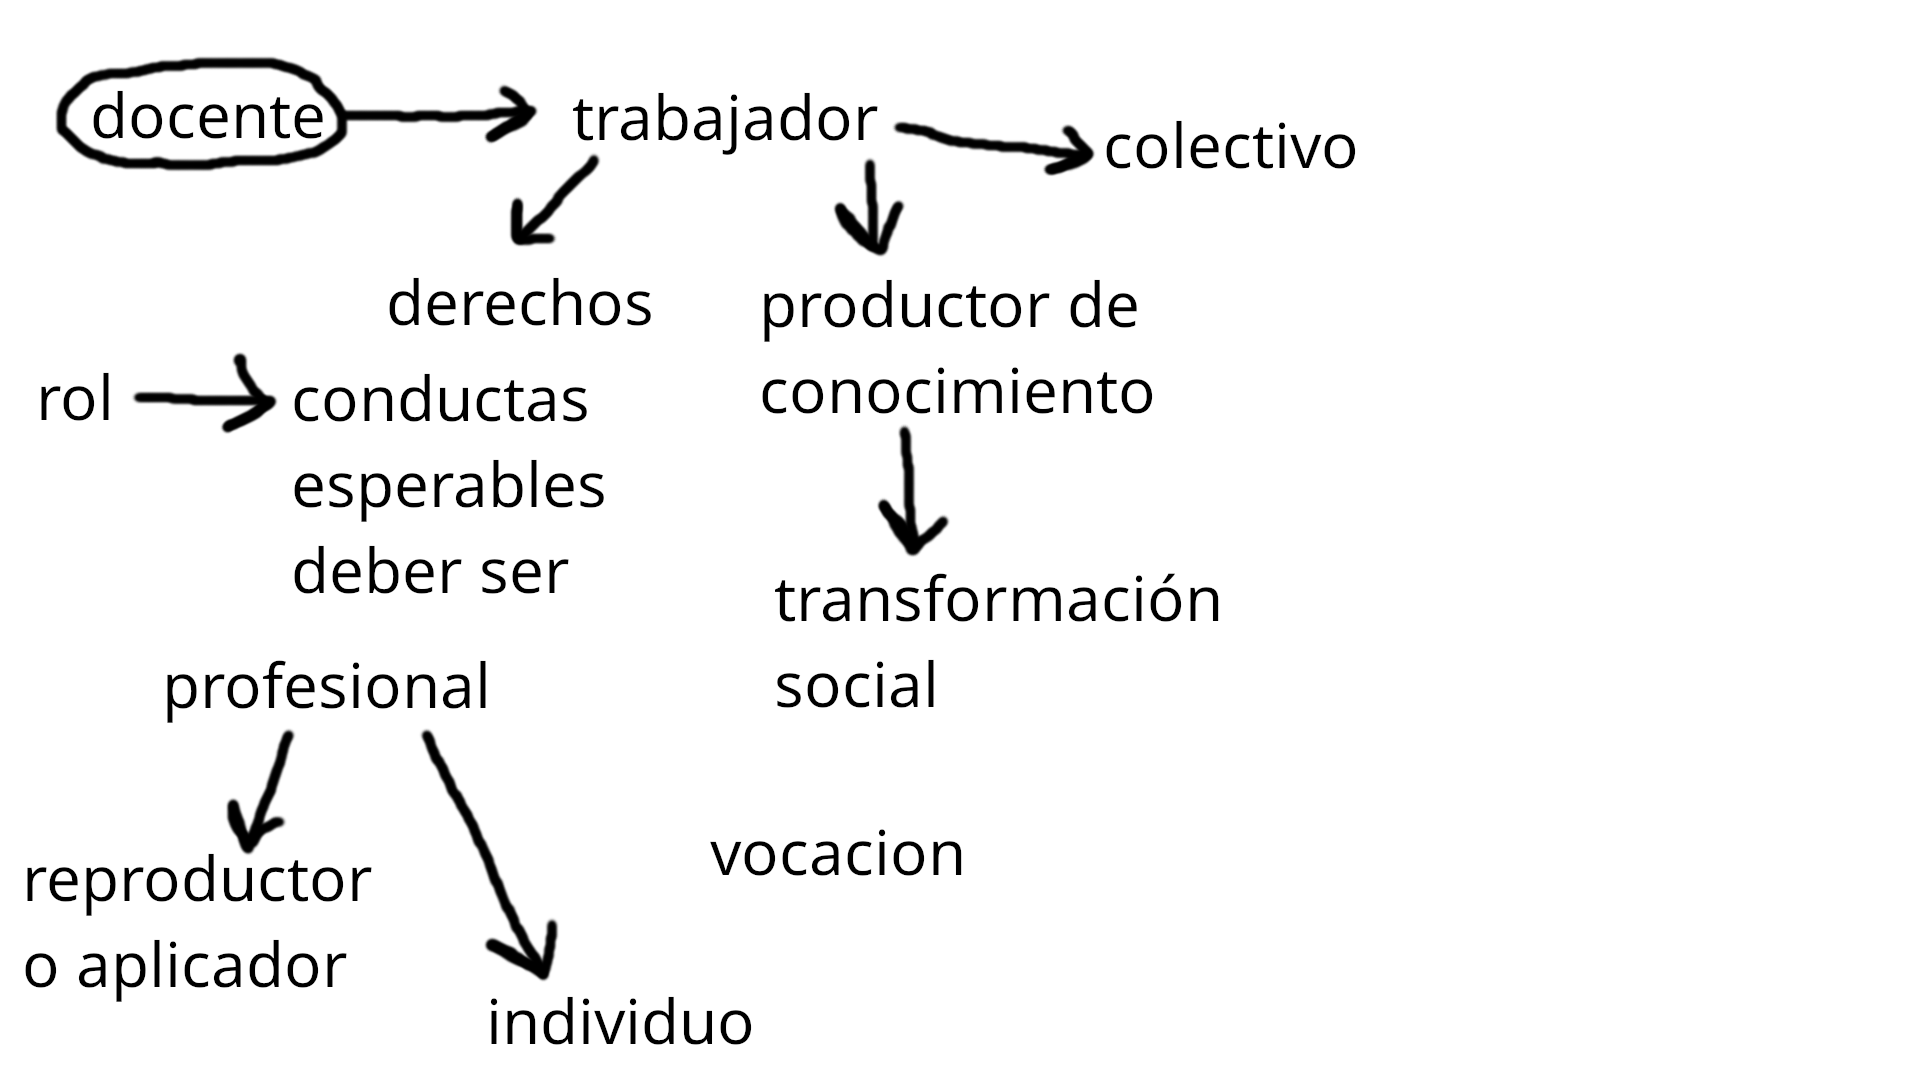 docente
trabajador
colectivo
derechos
productor de
conocimiento
rol
conductas
esperables
deber ser
transformación
social
profesional
vocacion
reproductor
o aplicador
individuo